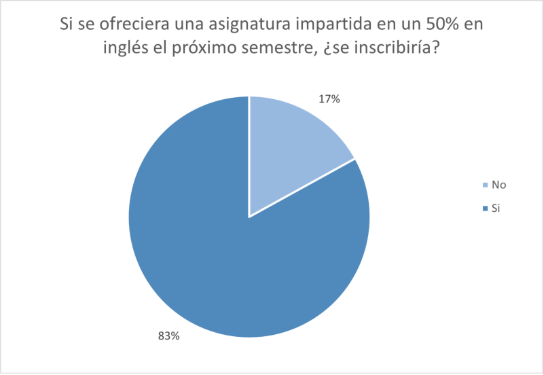 Si se ofreciera una asignatura impartida en un 50% en
inglés el próximo semestre, ¿se inscribiría?
17%
No
Si
83%